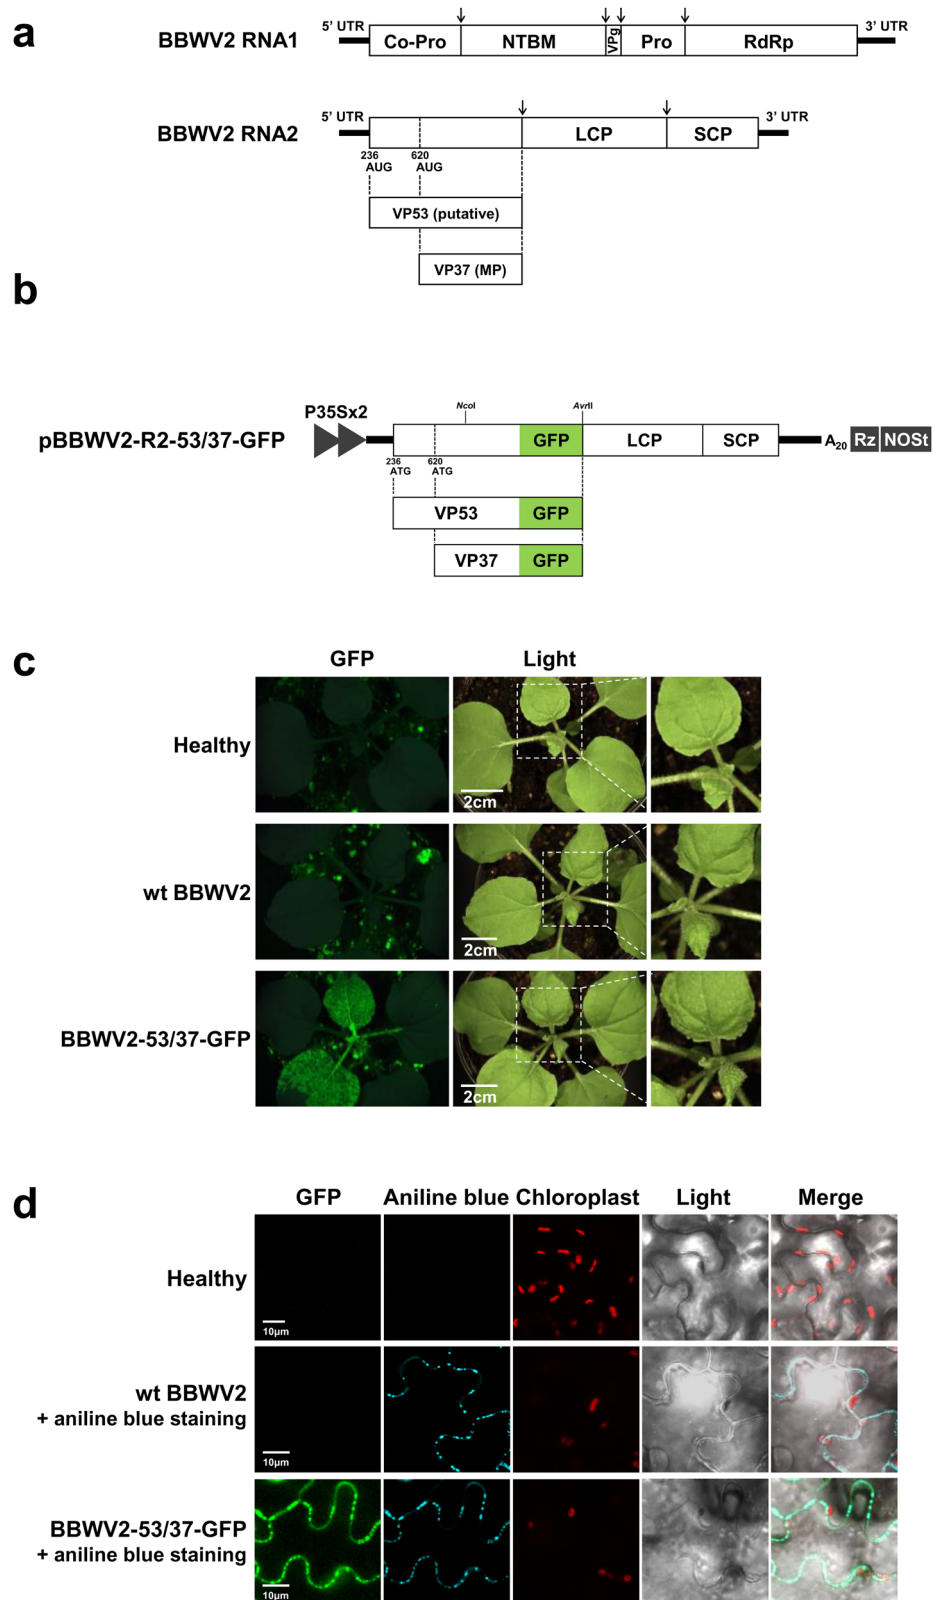 a
5' UTR
3' UTR
BBWV2 RNA1
Co-Pro
NTBM
VPg
Pro
RdRp
5' UTR
3' UTR
BBWV2 RNA2
LCP
SCP
236
AUG
620
AUG
VP53 (putative)
VP37 (MP)
b
P35Sx2
NcoI
AvrII
pBBWV2-R2-53/37-GFP
GFP
LCP
SCP
A20
Rz
NOSt
236
ATG
620
ATG
VP53
GFP
VP37
GFP
c
GFP
Light
Healthy
2cm
wt BBWV2
2cm
BBWV2-53/37-GFP
2cm
d
GFP
Aniline blue
Chloroplast
Light
Merge
Healthy
10μm
wt BBWV2
+ aniline blue staining
10μm
BBWV2-53/37-GFP
+ aniline blue staining
10μm